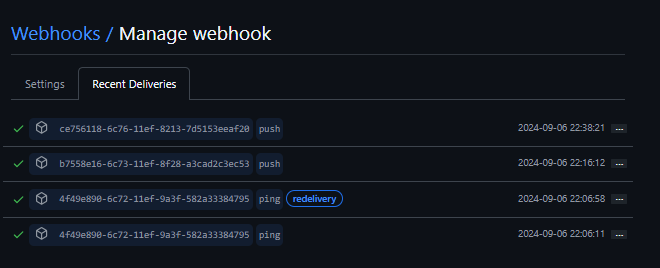 Webhooks / Manage webhook
Settings Recent Deliveries
ce756118-6c76-11ef-8213-7d5153eeaf20 push 2024-09-06 22:38:21
b7558e16-6c73-11ef-8f28-a3cad2c3ec53 push 2024-09-06 22:16:12
4f49e890-6c72-11ef-9a3f-582a33384795 ping redelivery 2024-09-06 22:06:58
4f49e890-6c72-11ef-9a3f-582a33384795 ping 2024-09-06 22:06:11